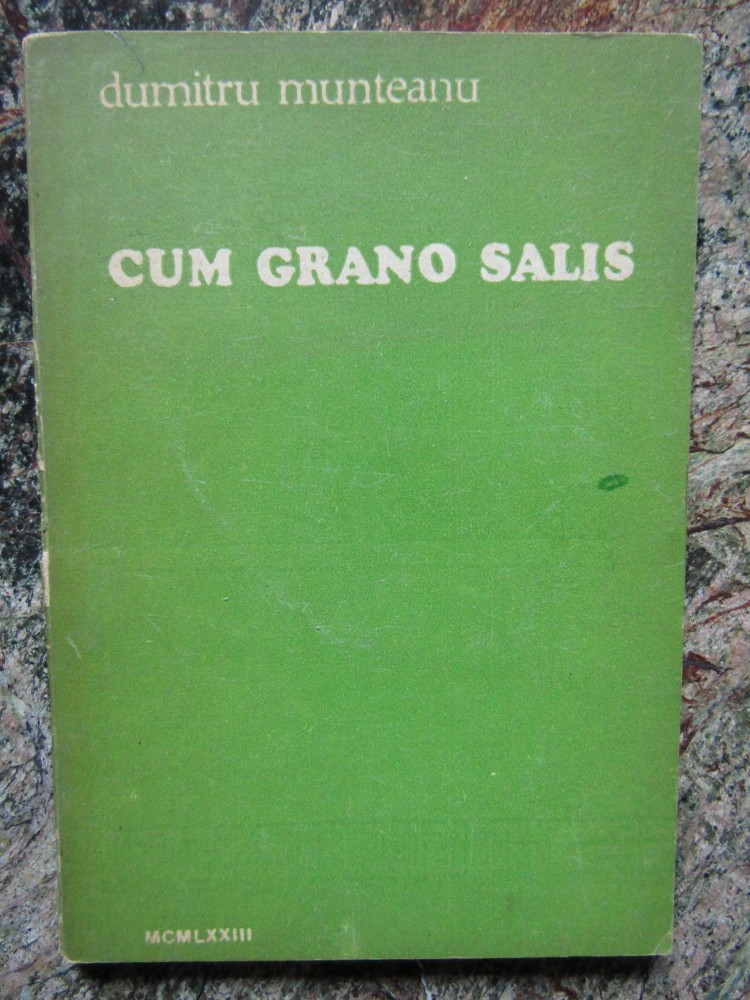 dumitru munteanu
CUM GRANO SALIS
MCMLXXIII